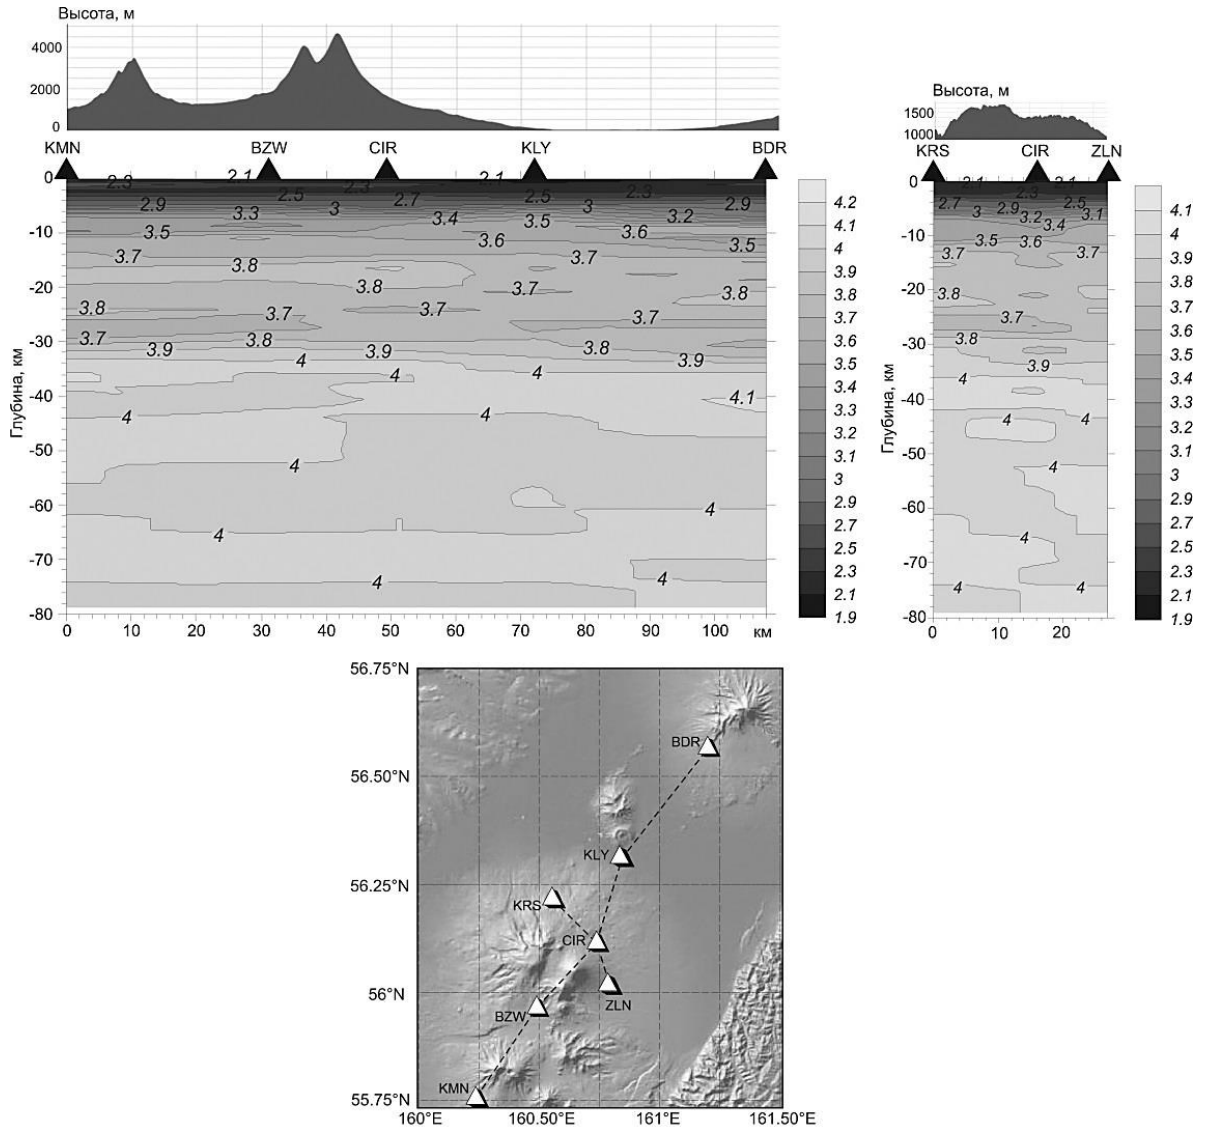 Высота, м
4000
2000
0
KMN BZW CIR KLY BDR
0
2.3 2.1 2.3 2.1 2.3
2.5 2.7 2.5
2.9 3.3 3 3.4 3.5 3 3.2 2.9
-10
3.5 3.6 3.6 3.5
3.7 3.8 3.7
-20
3.8 3.7 3.8
3.8 3.7 3.7 3.7
-30
3.7 3.8 3.8
3.9 4 3.9 3.9
4 4
-40
4 4 4.1
-50
4
-60
4 4
-70
4 4
-80
0 10 20 30 40 50 60 70 80 90 100 км
Глубина, км
4.2
4.1
4
3.9
3.8
3.7
3.6
3.5
3.4
3.3
3.2
3.1
3
2.9
2.7
2.5
2.3
2.1
1.9
Высота, м
1500
1000
KRS CIR ZLN
0
2.1 2.3 2.1
2.7 3 2.9 3.2 3.4 2.5 3.1
-10
3.5 3.6
3.7 3.7
-20
3.8
3.7
-30
3.8
3.9
4
-40
4 4
-50
4
-60
4
-70
4 4
-80
0 10 20
Глубина, км
4.1
4
3.9
3.8
3.7
3.6
3.5
3.4
3.3
3.2
3.1
3
2.9
2.7
2.5
2.3
2.1
1.9
56.75°N
56.50°N
56.25°N
56°N
55.75°N
BDR
KLY
KRS
CIR
ZLN
BZW
KMN
160°E 160.50°E 161°E 161.50°E